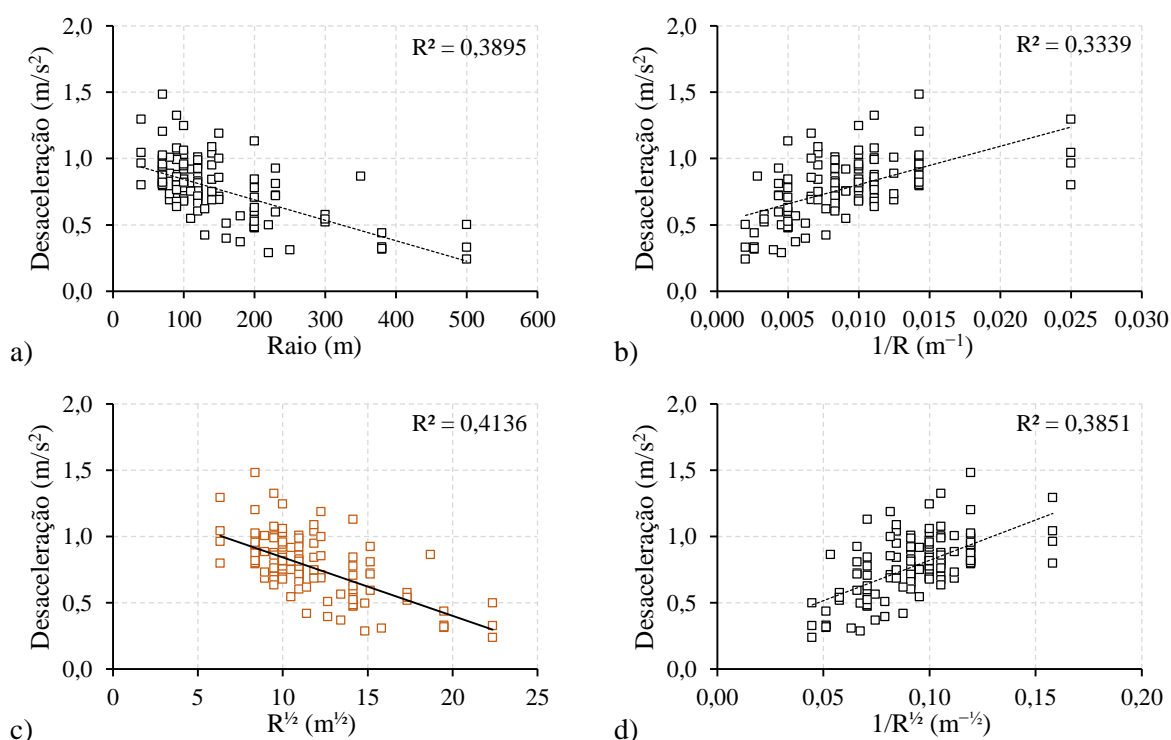 R² = 0,3895
Desaceleração (m/s²)
2,0
1,5
1,0
0,5
0,0
0 100 200 300 400 500 600
Raio (m)
a)
R² = 0,3339
Desaceleração (m/s²)
2,0
1,5
1,0
0,5
0,0
0,000 0,005 0,010 0,015 0,020 0,025 0,030
1/R (m⁻¹)
b)
R² = 0,4136
Desaceleração (m/s²)
2,0
1,5
1,0
0,5
0,0
0 5 10 15 20 25
R^½ (m^½)
c)
R² = 0,3851
Desaceleração (m/s²)
2,0
1,5
1,0
0,5
0,0
0,00 0,05 0,10 0,15 0,20
1/R^½ (m^−½)
d)